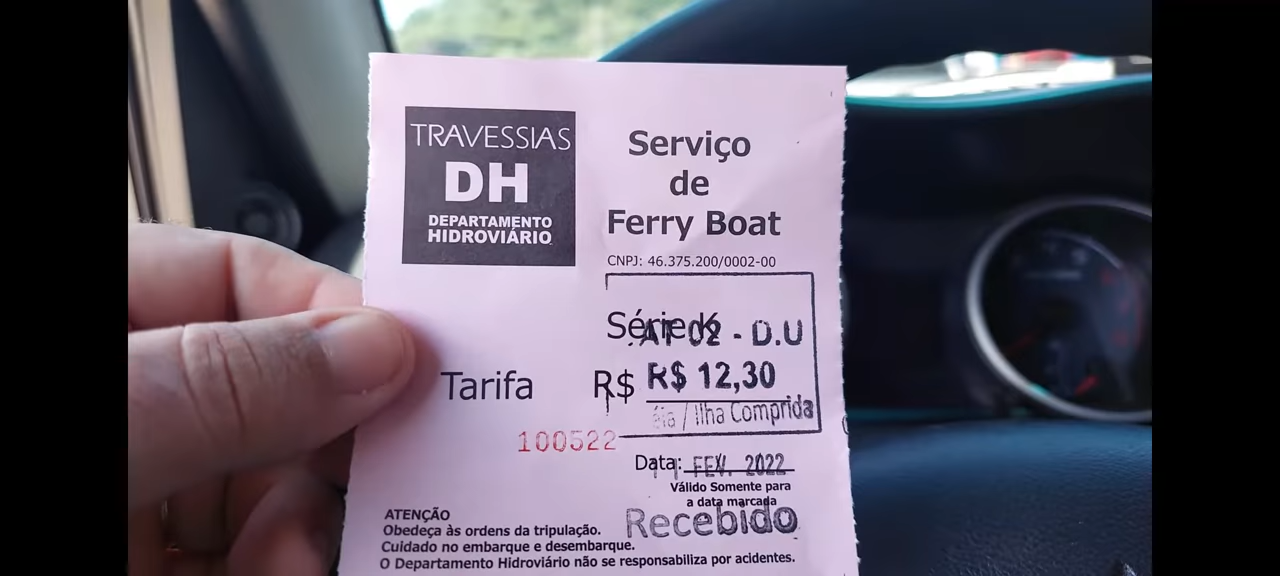 TRAVESSIAS
DH
DEPARTAMENTO
HIDROVIÁRIO
Serviço
de
Ferry Boat
CNPJ: 46.375.200/0002-00
Série K
AT 02 - D.U
Tarifa R$ R$ 12,30
/ Ilha Comprida
100522
Data: FEV. 2022
Válido Somente para
a data marcada
Recebido
ATENÇÃO
Obedeça às ordens da tripulação.
Cuidado no embarque e desembarque.
O Departamento Hidroviário não se responsabiliza por acidentes.